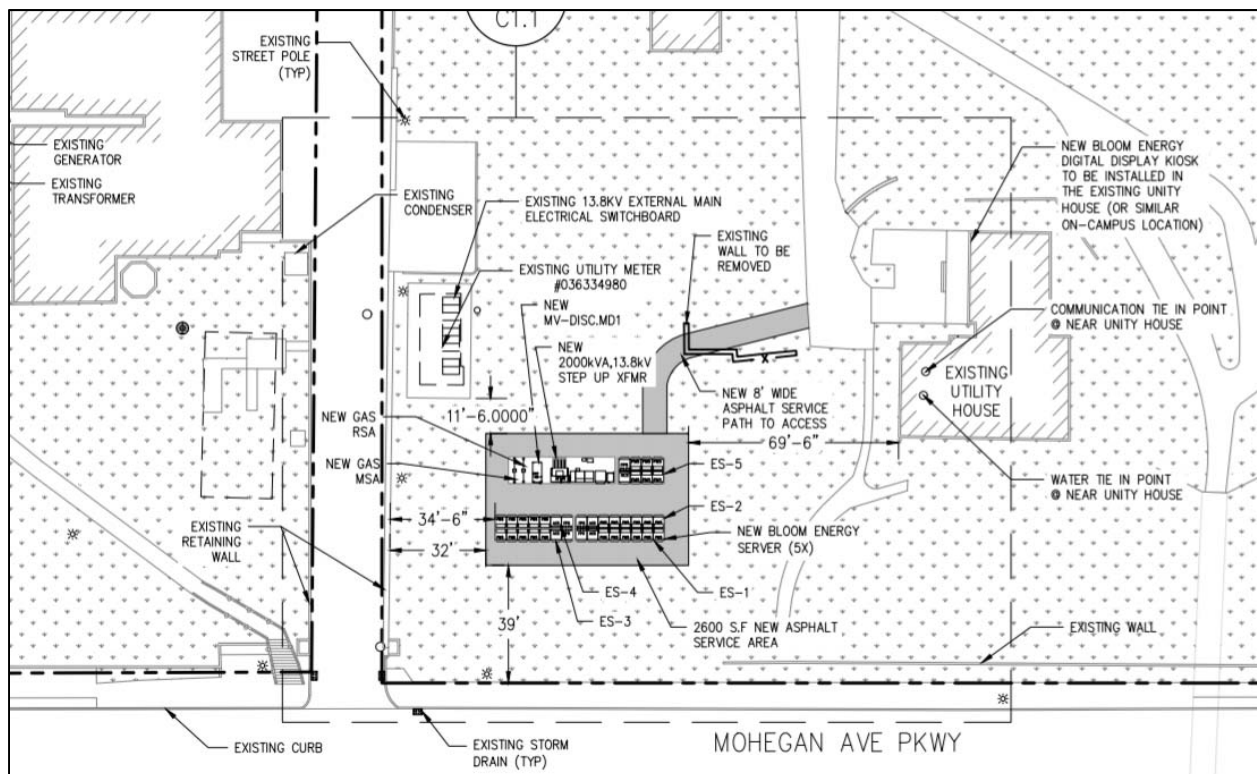 C1.1
EXISTING
STREET POLE
(TYP)
EXISTING
GENERATOR
EXISTING
TRANSFORMER
EXISTING
CONDENSER
EXISTING 13.8KV EXTERNAL MAIN
ELECTRICAL SWITCHBOARD
EXISTING
WALL TO BE
REMOVED
NEW BLOOM ENERGY
DIGITAL DISPLAY KIOSK
TO BE INSTALLED IN
THE EXISTING UNITY
HOUSE (OR SIMILAR
ON-CAMPUS LOCATION)
EXISTING UTILITY METER
#036334980
NEW
MV-DISC.MD1
NEW
2000kVA,13.8kV
STEP UP XFMR
COMMUNICATION TIE IN POINT
@ NEAR UNITY HOUSE
EXISTING
UTILITY
HOUSE
NEW 8' WIDE
ASPHALT SERVICE
PATH TO ACCESS
11'-6.0000"
NEW GAS
RSA
NEW GAS
MSA
69'-6"
ES-5
WATER TIE IN POINT
@ NEAR UNITY HOUSE
ES-2
34'-6"
NEW BLOOM ENERGY
SERVER (5X)
EXISTING
RETAINING
WALL
32'
ES-1
ES-4
ES-3
39'
2600 S.F NEW ASPHALT
SERVICE AREA
EXISTING WALL
EXISTING CURB
EXISTING STORM
DRAIN (TYP)
MOHEGAN AVE PKWY